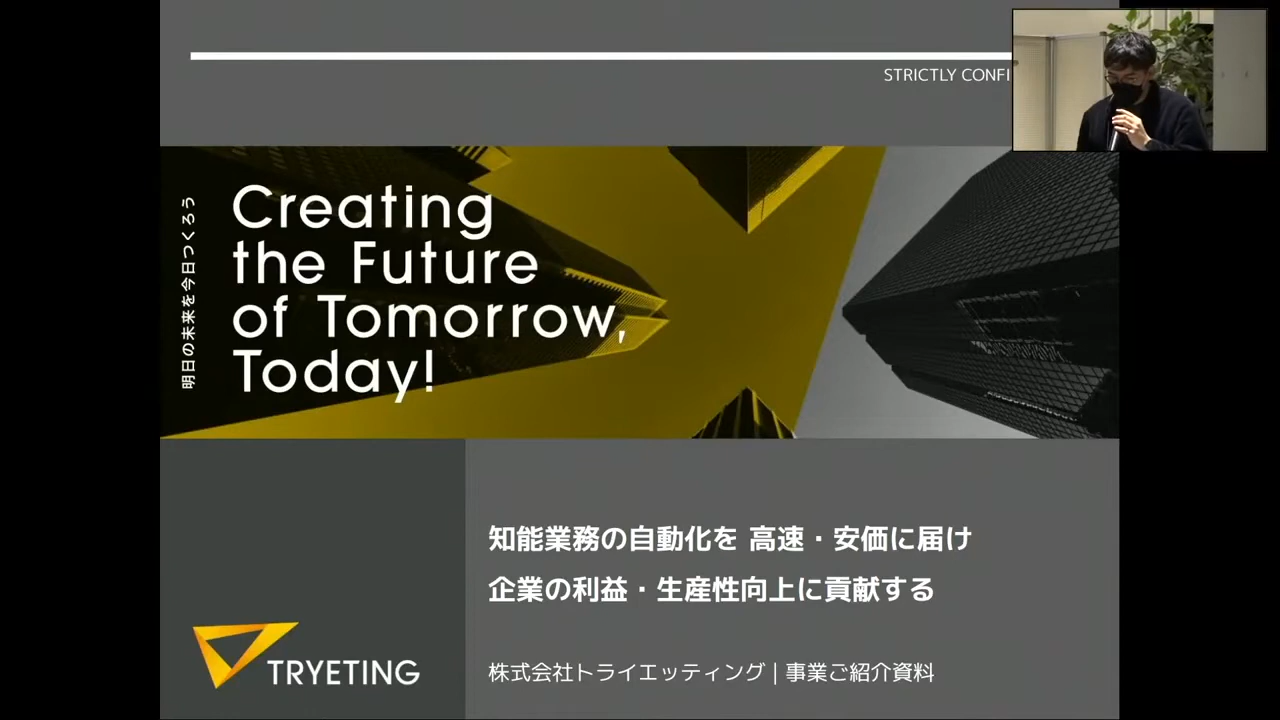 STRICTLY CONFI
明日の未来を今日つくろう
Creating
the Future
of Tomorrow,
Today!
知能業務の自動化を 高速・安価に届け
企業の利益・生産性向上に貢献する
TRYETING
株式会社トライエッティング | 事業ご紹介資料